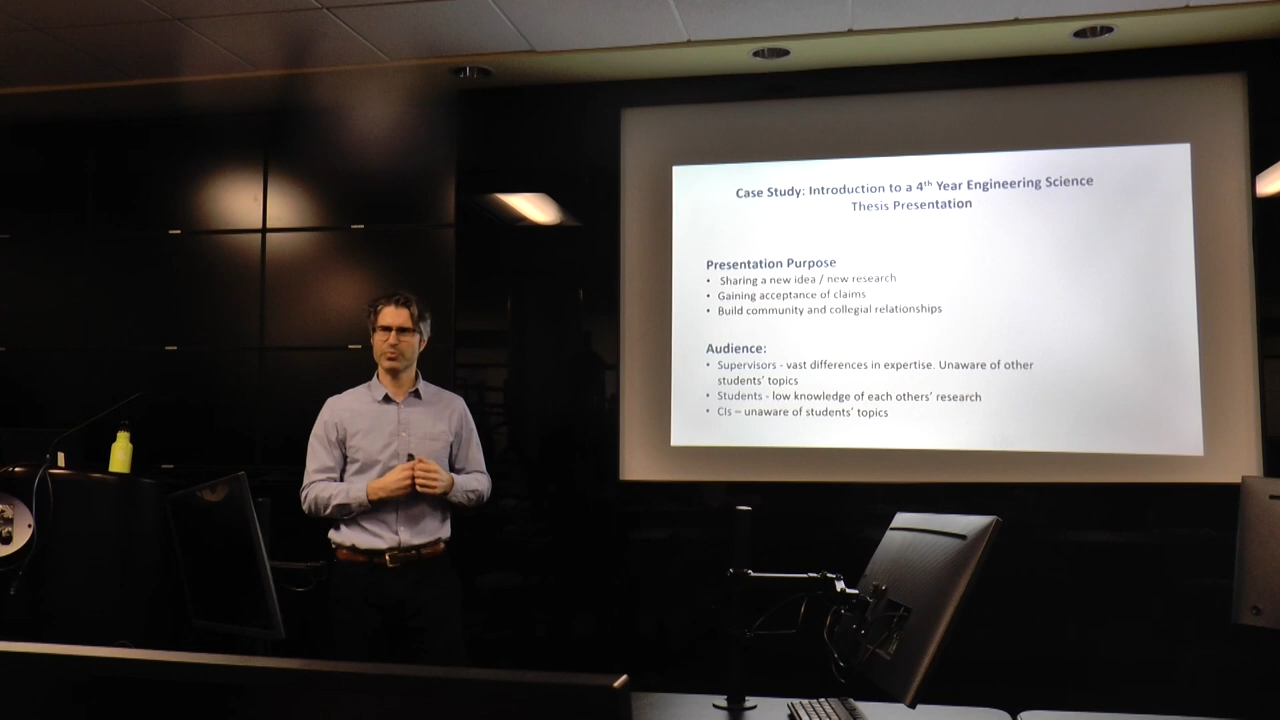 Case Study: Introduction to a 4th Year Engineering Science
Thesis Presentation
Presentation Purpose
• Sharing a new idea / new research
• Gaining acceptance of claims
• Build community and collegial relationships
Audience:
• Supervisors - vast differences in expertise. Unaware of other
students' topics
• Students - low knowledge of each others' research
• CIs – unaware of students' topics